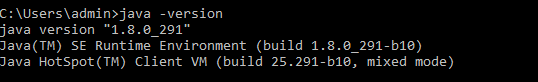 C:\Users\admin>java -version
java version "1.8.0_291"
Java(TM) SE Runtime Environment (build 1.8.0_291-b10)
Java HotSpot(TM) Client VM (build 25.291-b10, mixed mode)